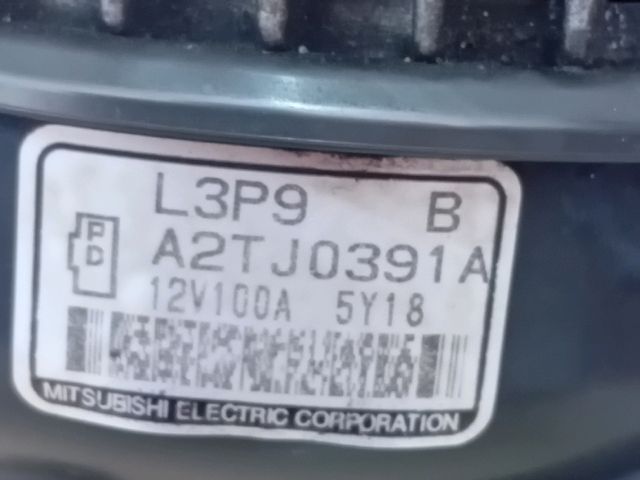 L3P9 B
P
D
A2TJ0391A
12V100A 5Y18
MITSUBISHI ELECTRIC CORPORATION